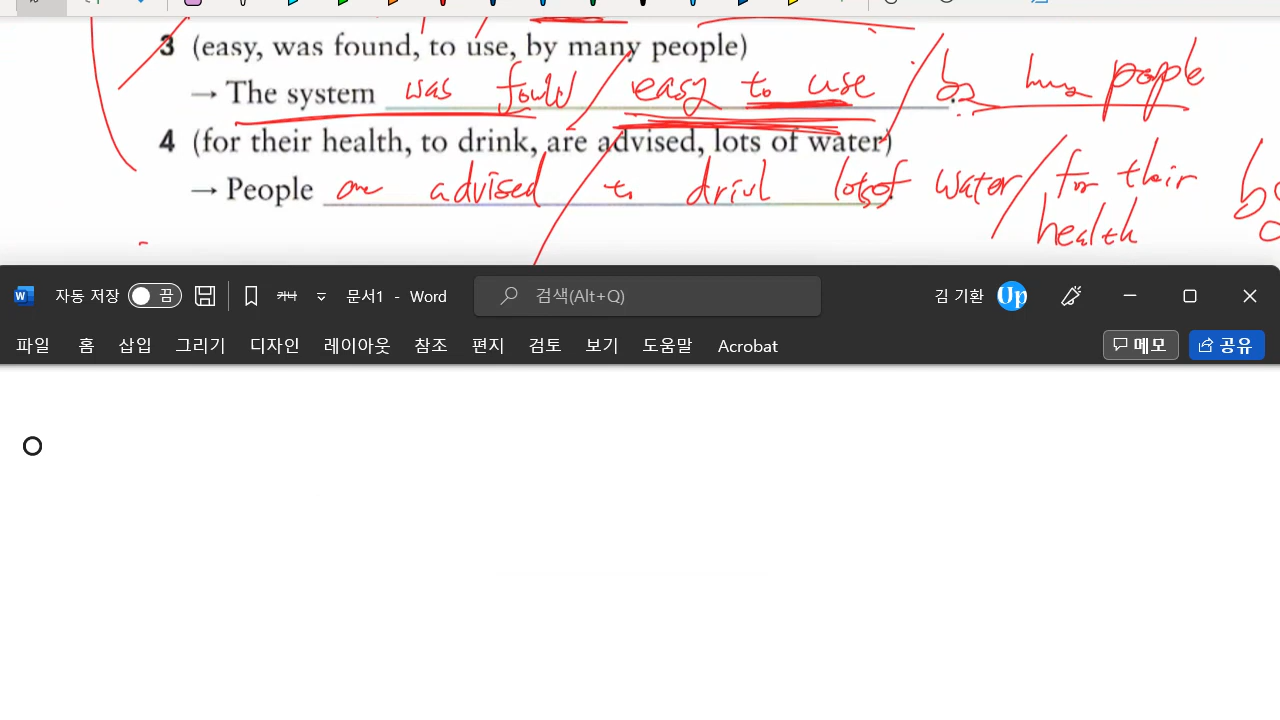 3 (easy, was found, to use, by many people)
→ The system was fould / easy to use / by many people.
4 (for their health, to drink, are advised, lots of water)
→ People are advised / to drink lots of water / for their
health
자동 저장 끔 가나 문서1 - Word 검색(Alt+Q) 김 기환 Up
파일 홈 삽입 그리기 디자인 레이아웃 참조 편지 검토 보기 도움말 Acrobat 메모 공유